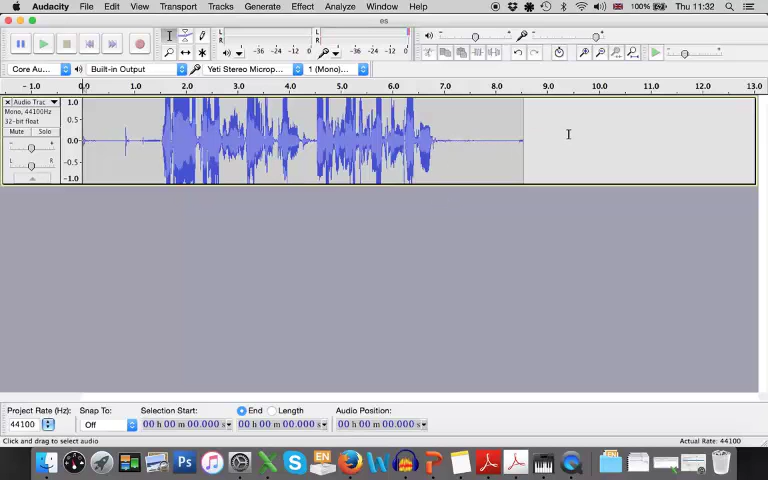 Audacity File Edit View Transport Tracks Generate Effect Analyze Window Help 100% Thu 11:32
es
L
R
-36 -24 -12 0
L
R
-36 -24 -12 0
Core Au... Built-in Output Yeti Stereo Microp... 1 (Mono)...
- 1.0 0.0 1.0 2.0 3.0 4.0 5.0 6.0 7.0 8.0 9.0 10.0 11.0 12.0 13.0
Audio Trac 1.0
Mono, 44100Hz
32-bit float 0.5
Mute Solo
- + 0.0
L R -0.5
-1.0
Project Rate (Hz): Snap To: Selection Start: End Length Audio Position:
44100 Off 00 h 00 m 00.000 s 00 h 00 m 00.000 s 00 h 00 m 00.000 s
Click and drag to select audio Actual Rate: 44100